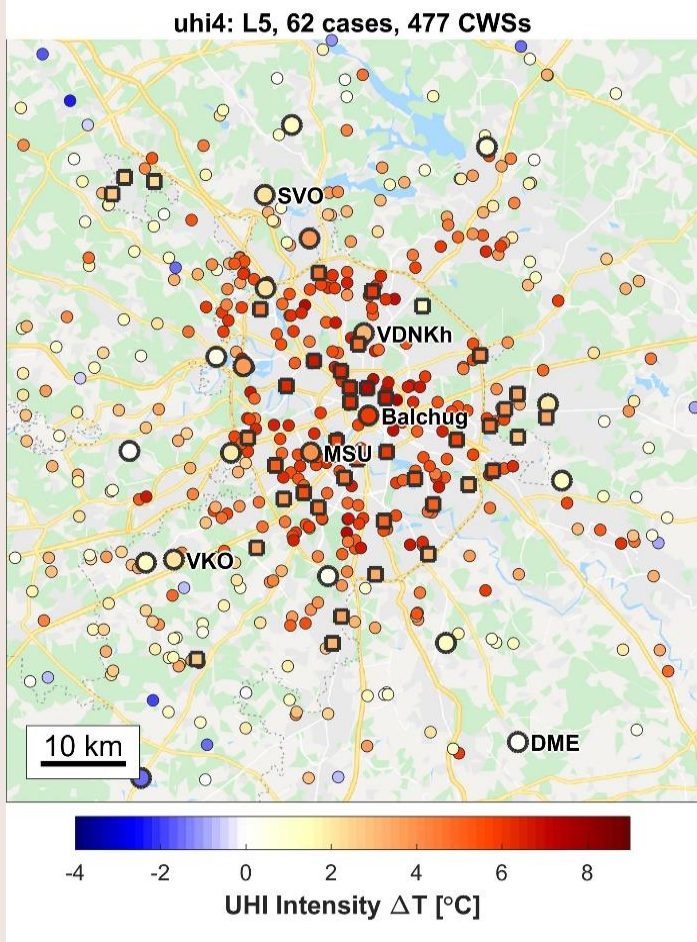 uhi4: L5, 62 cases, 477 CWSs
SVO
VDNKh
Balchug
MSU
VKO
DME
10 km
-4 -2 0 2 4 6 8
UHI Intensity ΔT [°C]